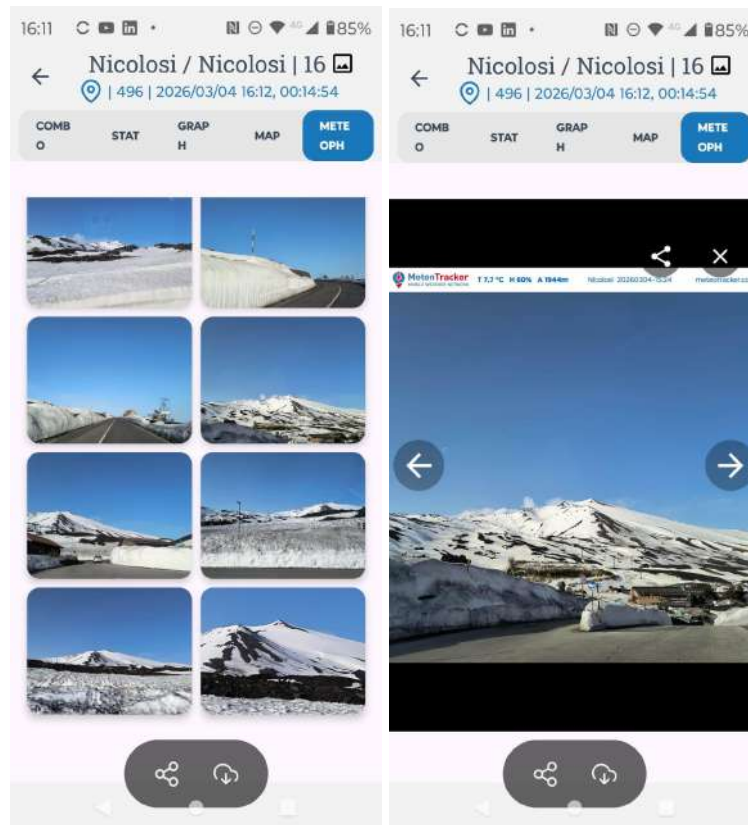 16:11
4G
85%
Nicolosi / Nicolosi | 16
| 496 | 2026/03/04 16:12, 00:14:54
COMB
O
STAT
GRAP
H
MAP
METE
OPH
16:11
4G
85%
Nicolosi / Nicolosi | 16
| 496 | 2026/03/04 16:12, 00:14:54
COMB
O
STAT
GRAP
H
MAP
METE
OPH
MeteoTracker
T 7,7 °C H 60% A 1944m
Nicolosi